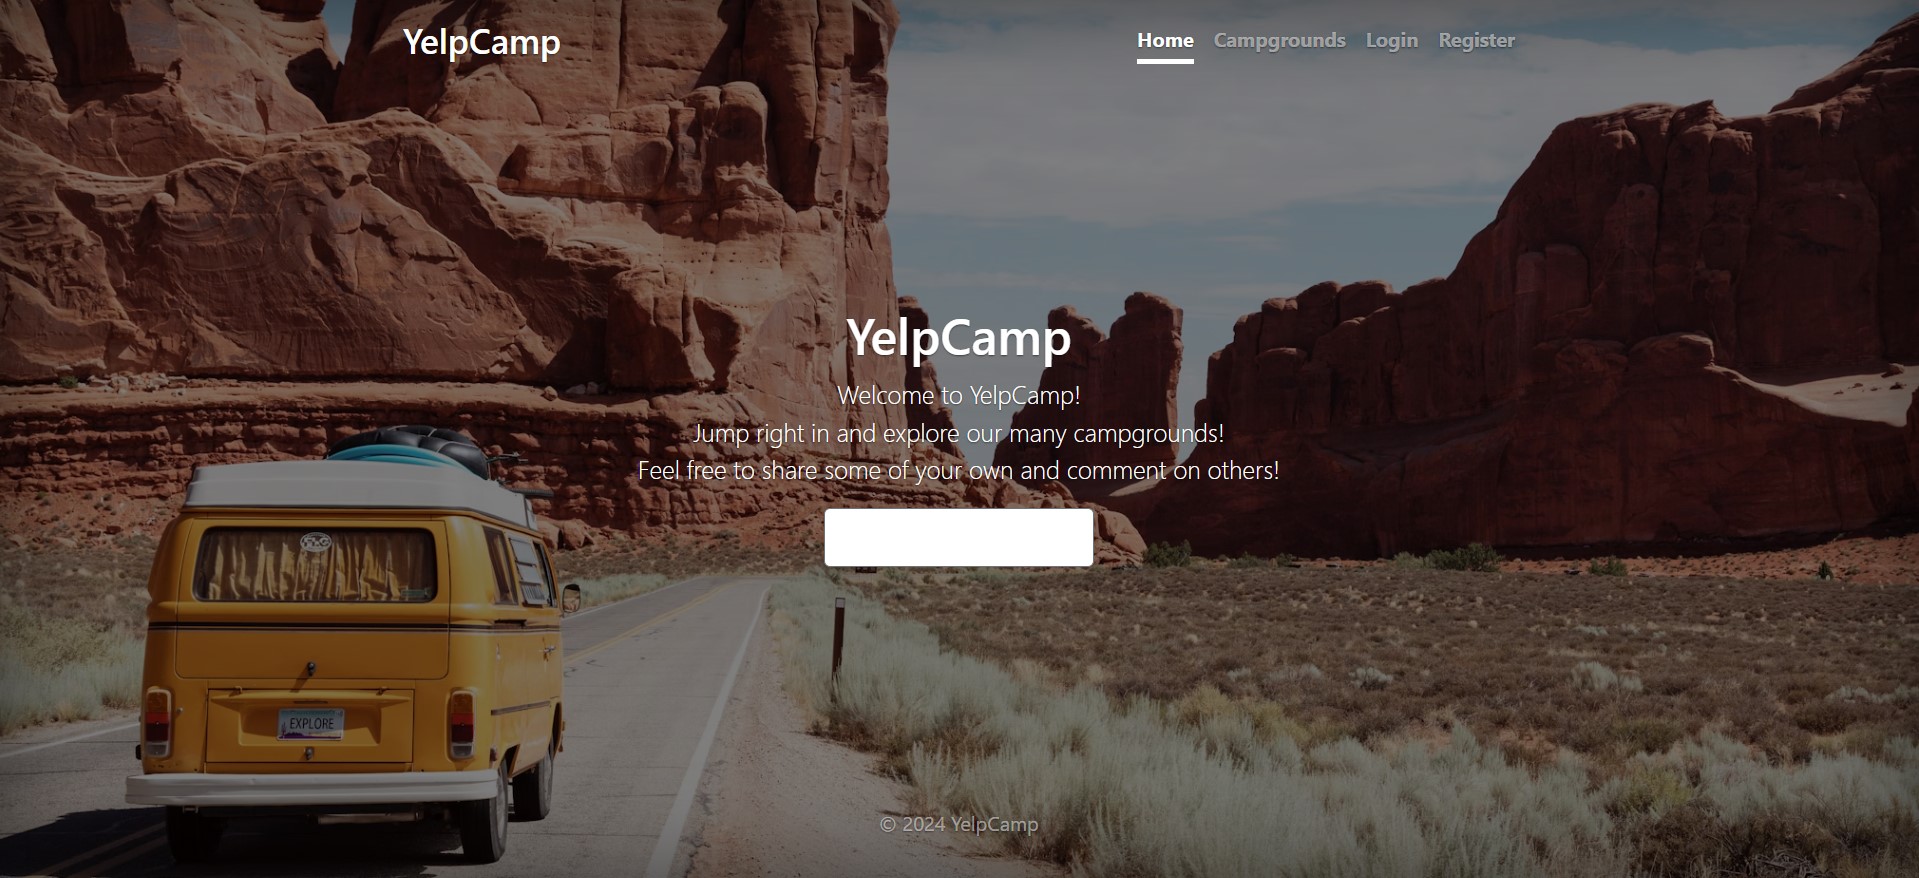 YelpCamp
Home Campgrounds Login Register
YelpCamp
Welcome to YelpCamp!
Jump right in and explore our many campgrounds!
Feel free to share some of your own and comment on others!
FLG
EXPLORE
© 2024 YelpCamp